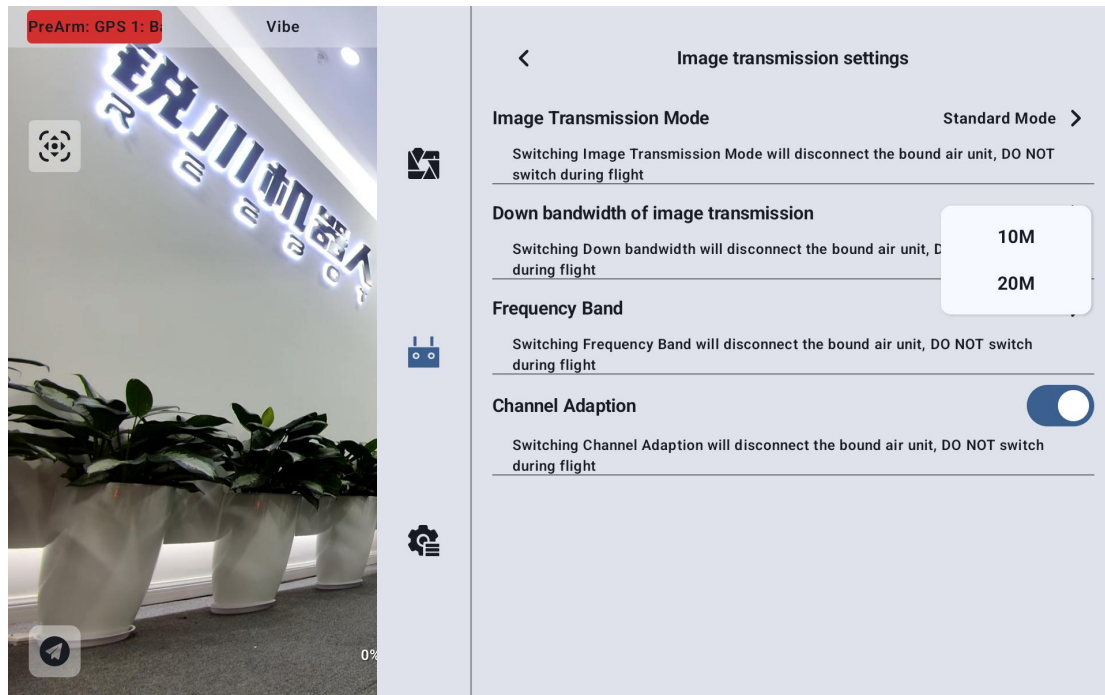 PreArm: GPS 1: Ba
Vibe
锐川机器人
REEBOT
0%
Image transmission settings
Image Transmission Mode
Standard Mode
Switching Image Transmission Mode will disconnect the bound air unit, DO NOT
switch during flight
Down bandwidth of image transmission
10M
Switching Down bandwidth will disconnect the bound air unit, D
during flight
20M
Frequency Band
Switching Frequency Band will disconnect the bound air unit, DO NOT switch
during flight
Channel Adaption
Switching Channel Adaption will disconnect the bound air unit, DO NOT switch
during flight